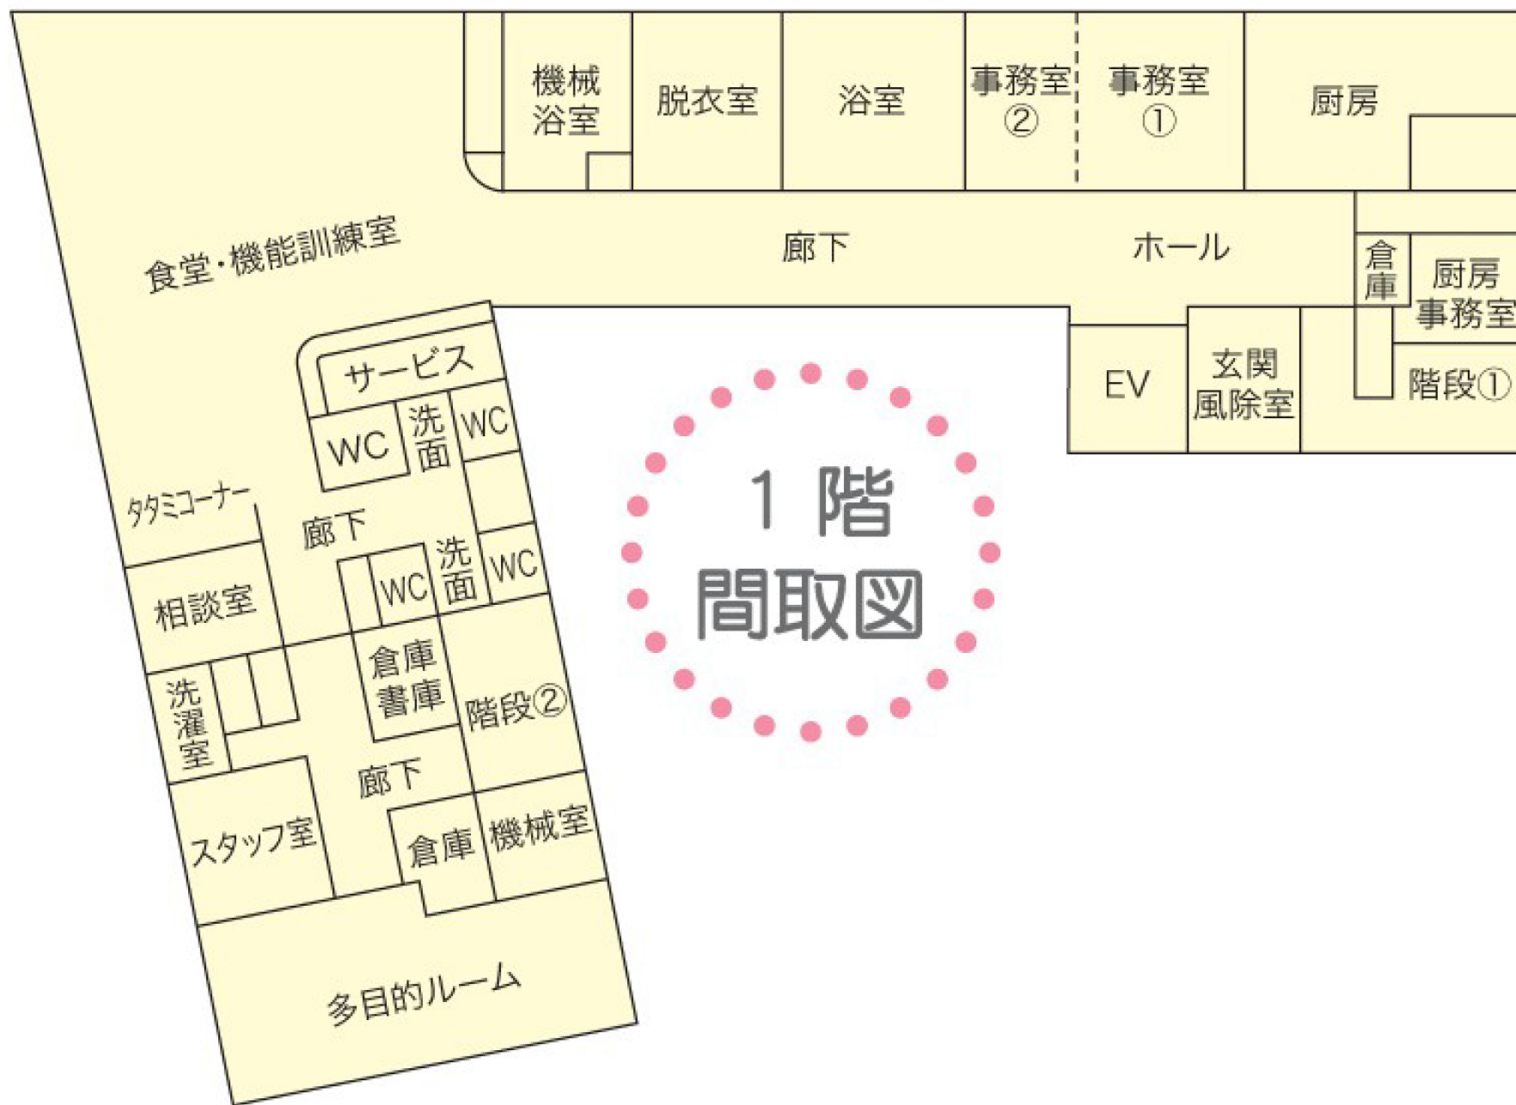 機械
浴室
脱衣室
浴室
事務室
②
事務室
①
厨房
食堂・機能訓練室
廊下
ホール
倉
庫
厨房
事務室
サービス
EV
玄関
風除室
階段①
WC
洗
面
WC
1 階
間取図
タタミコーナー
廊下
WC
洗
面
WC
相談室
倉庫
書庫
階段②
洗
濯
室
廊下
スタッフ室
倉庫
機械室
多目的ルーム